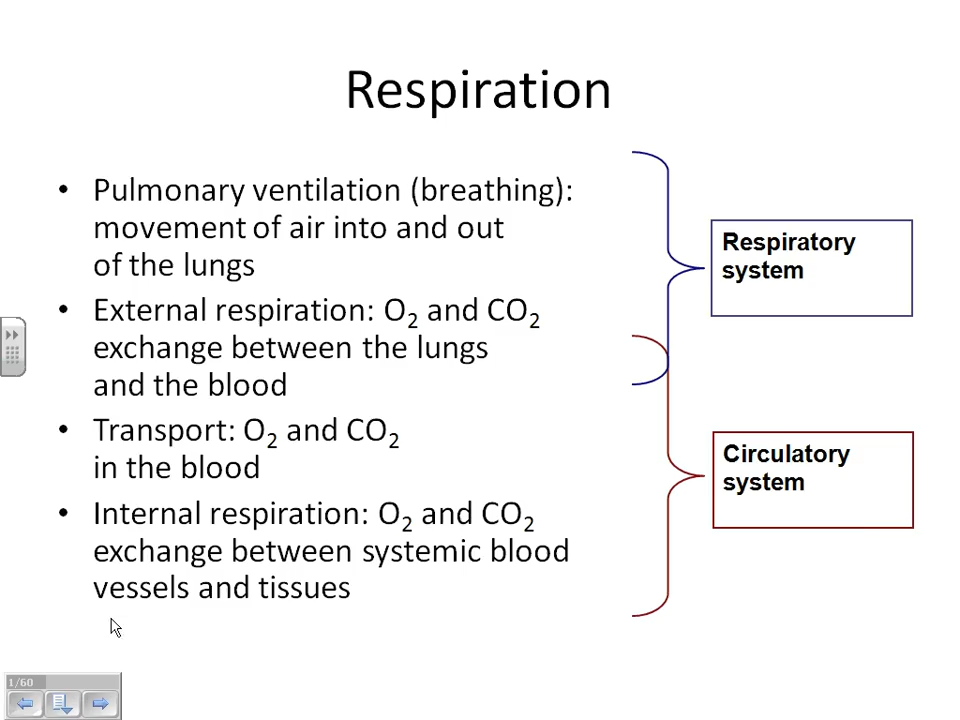 Respiration
• Pulmonary ventilation (breathing):
movement of air into and out
of the lungs
• External respiration: O₂ and CO₂
exchange between the lungs
and the blood
• Transport: O₂ and CO₂
in the blood
• Internal respiration: O₂ and CO₂
exchange between systemic blood
vessels and tissues
Respiratory
system
Circulatory
system
1/60